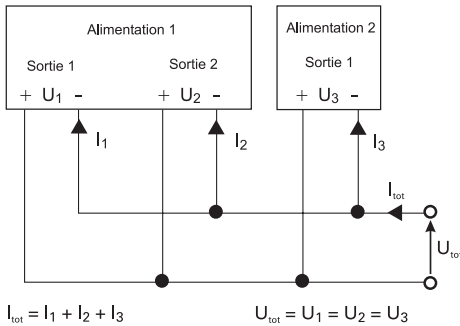 Alimentation 1
Alimentation 2
Sortie 1
Sortie 2
Sortie 1
+ U1 −
+ U2 −
+ U3 −
I1
I2
I3
Itot
Uto
Itot = I1 + I2 + I3
Utot = U1 = U2 = U3